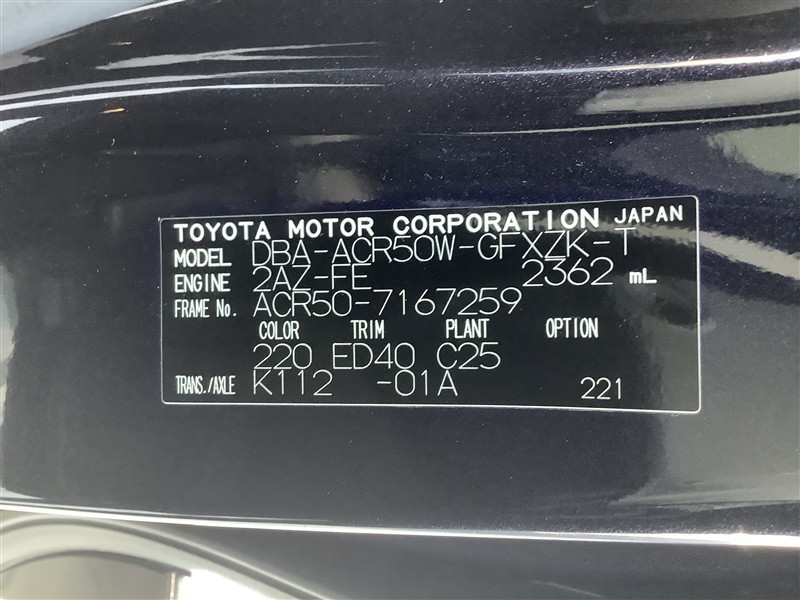 TOYOTA MOTOR CORPORATION JAPAN
MODEL DBA-ACR50W-GFXZK-T
ENGINE 2AZ-FE 2362 mL
FRAME No. ACR50-7167259
COLOR TRIM PLANT OPTION
220 ED40 C25
TRANS./AXLE K112 -01A 221